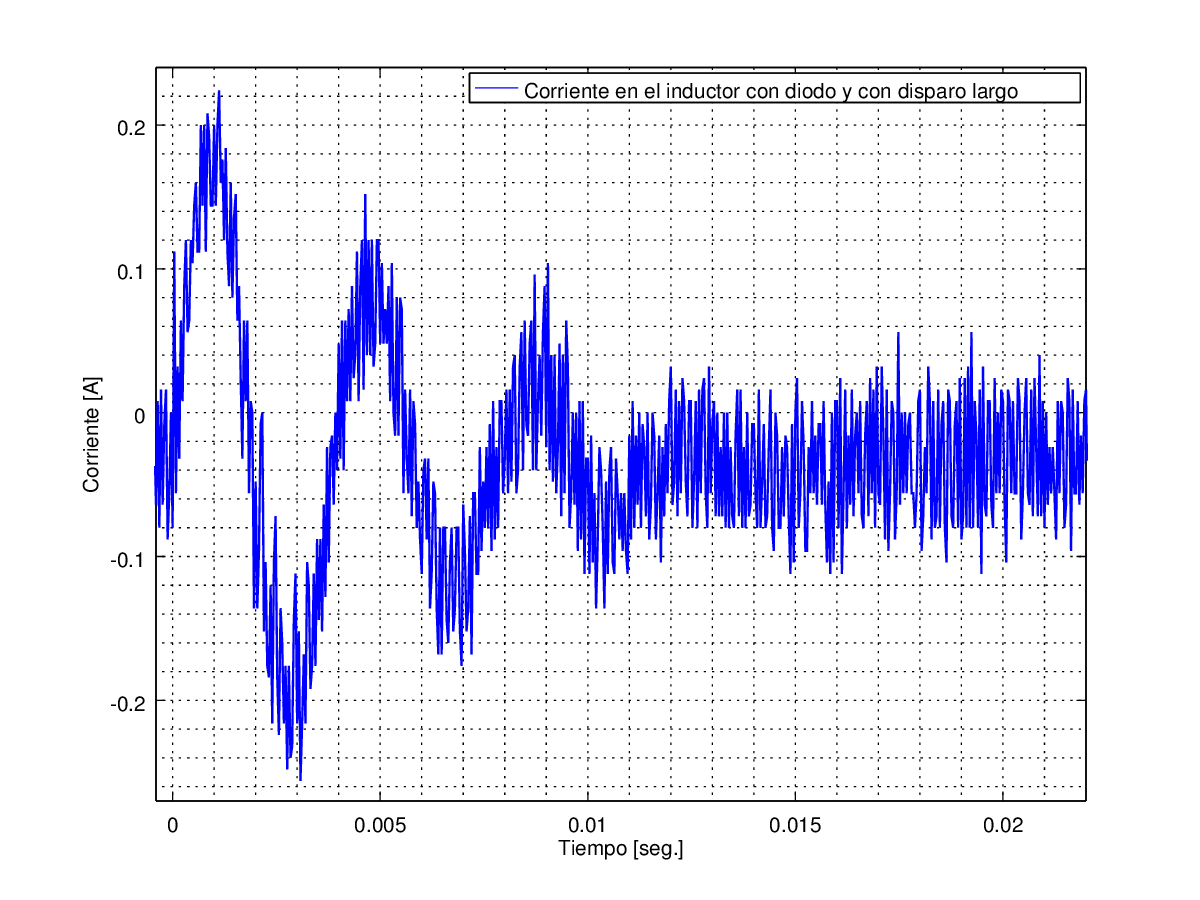 Corriente en el inductor con diodo y con disparo largo
0.2
0.1
0
-0.1
-0.2
Corriente [A]
0 0.005 0.01 0.015 0.02
Tiempo [seg.]